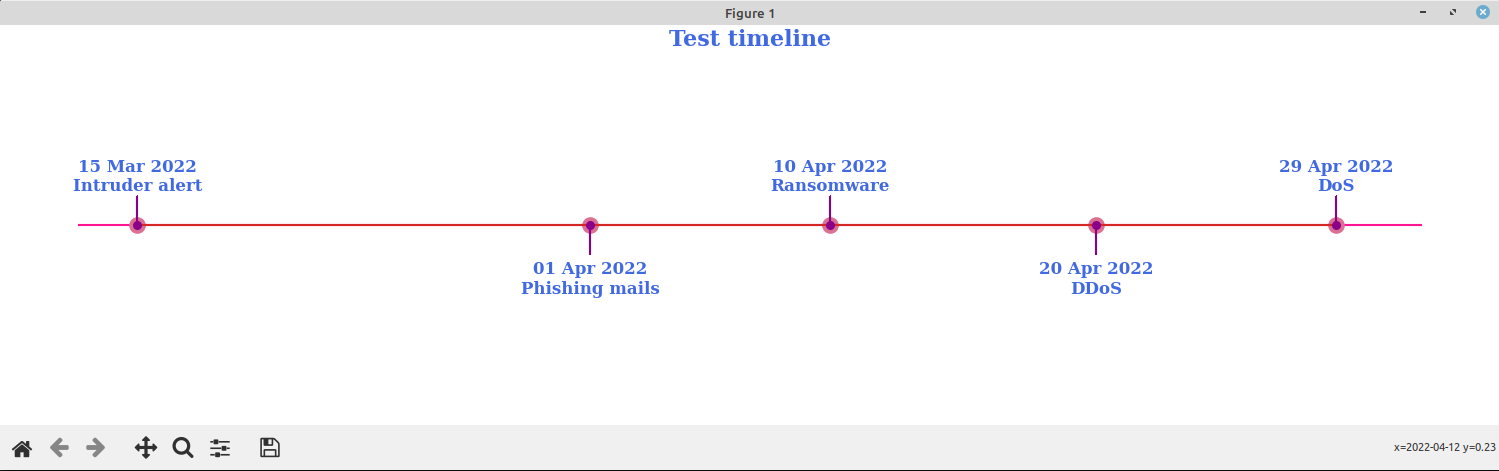 Figure 1
Test timeline
15 Mar 2022
Intruder alert
10 Apr 2022
Ransomware
29 Apr 2022
DoS
01 Apr 2022
Phishing mails
20 Apr 2022
DDoS
x=2022-04-12 y=0.23